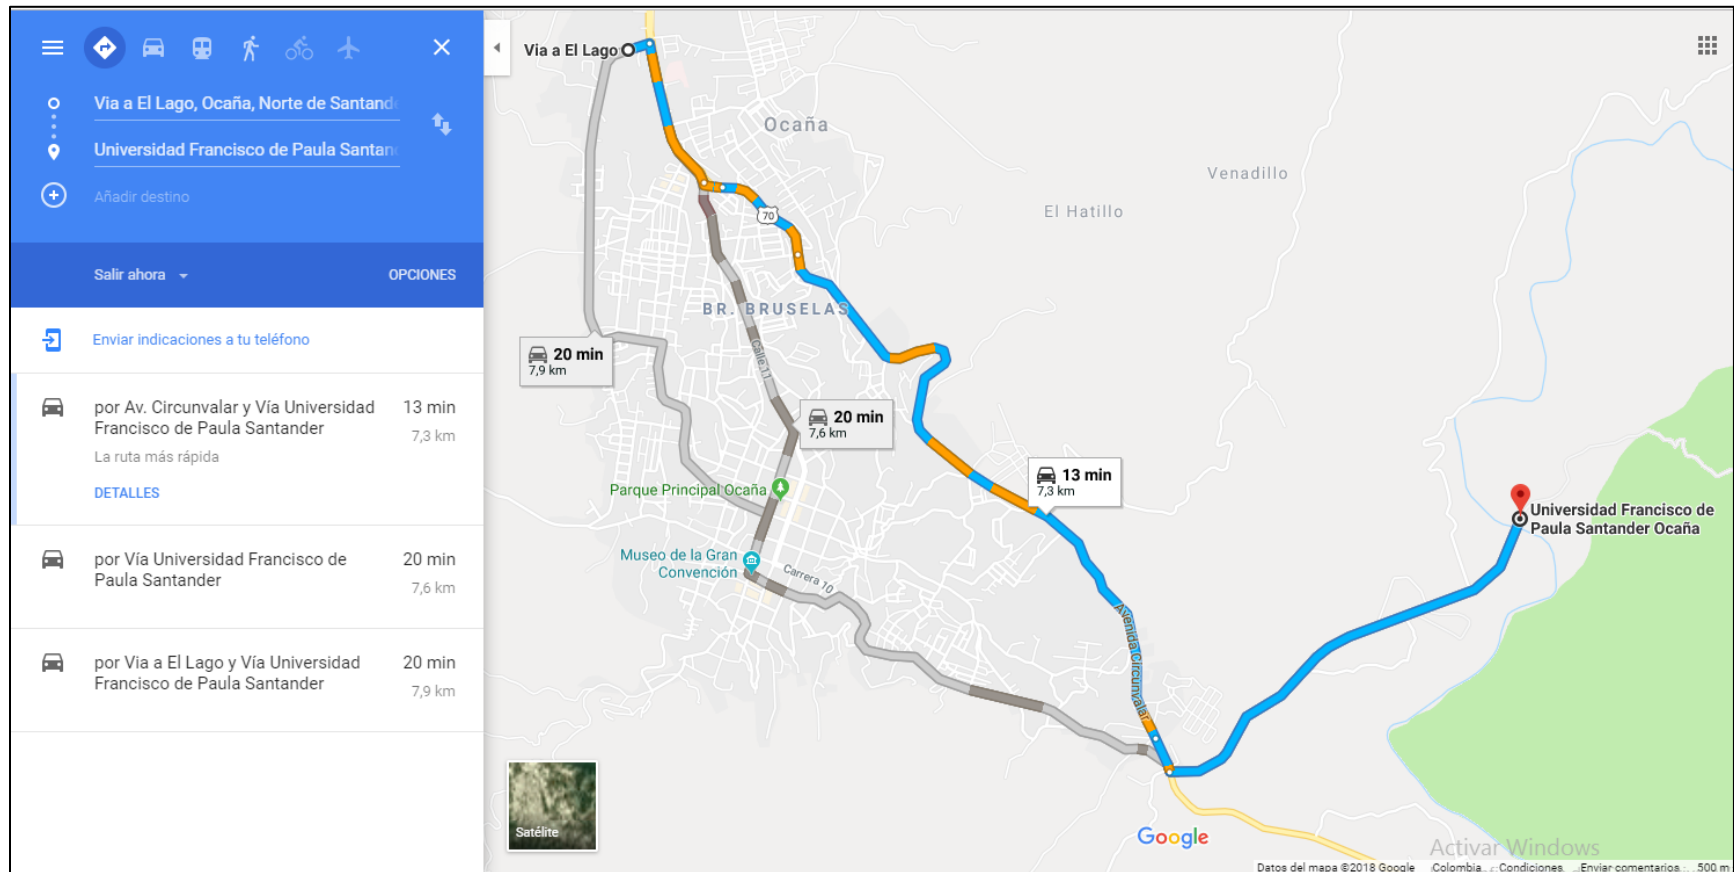 Via a El Lago, Ocaña, Norte de Santand
Universidad Francisco de Paula Santan
Añadir destino
Salir ahora
OPCIONES
Enviar indicaciones a tu teléfono
por Av. Circunvalar y Vía Universidad
Francisco de Paula Santander
13 min
7,3 km
La ruta más rápida
DETALLES
por Vía Universidad Francisco de
Paula Santander
20 min
7,6 km
por Via a El Lago y Vía Universidad
Francisco de Paula Santander
20 min
7,9 km
Via a El Lago
Ocaña
Venadillo
El Hatillo
70
BR. BRUSELAS
Calle 11
20 min
7,9 km
20 min
7,6 km
13 min
7,3 km
Parque Principal Ocaña
Universidad Francisco de
Paula Santander Ocaña
Museo de la Gran
Convención
Carrera 10
Avenida Circunvalar
Satélite
Google
Activar Windows
Datos del mapa ©2018 Google Colombia Condiciones Enviar comentarios 500 m